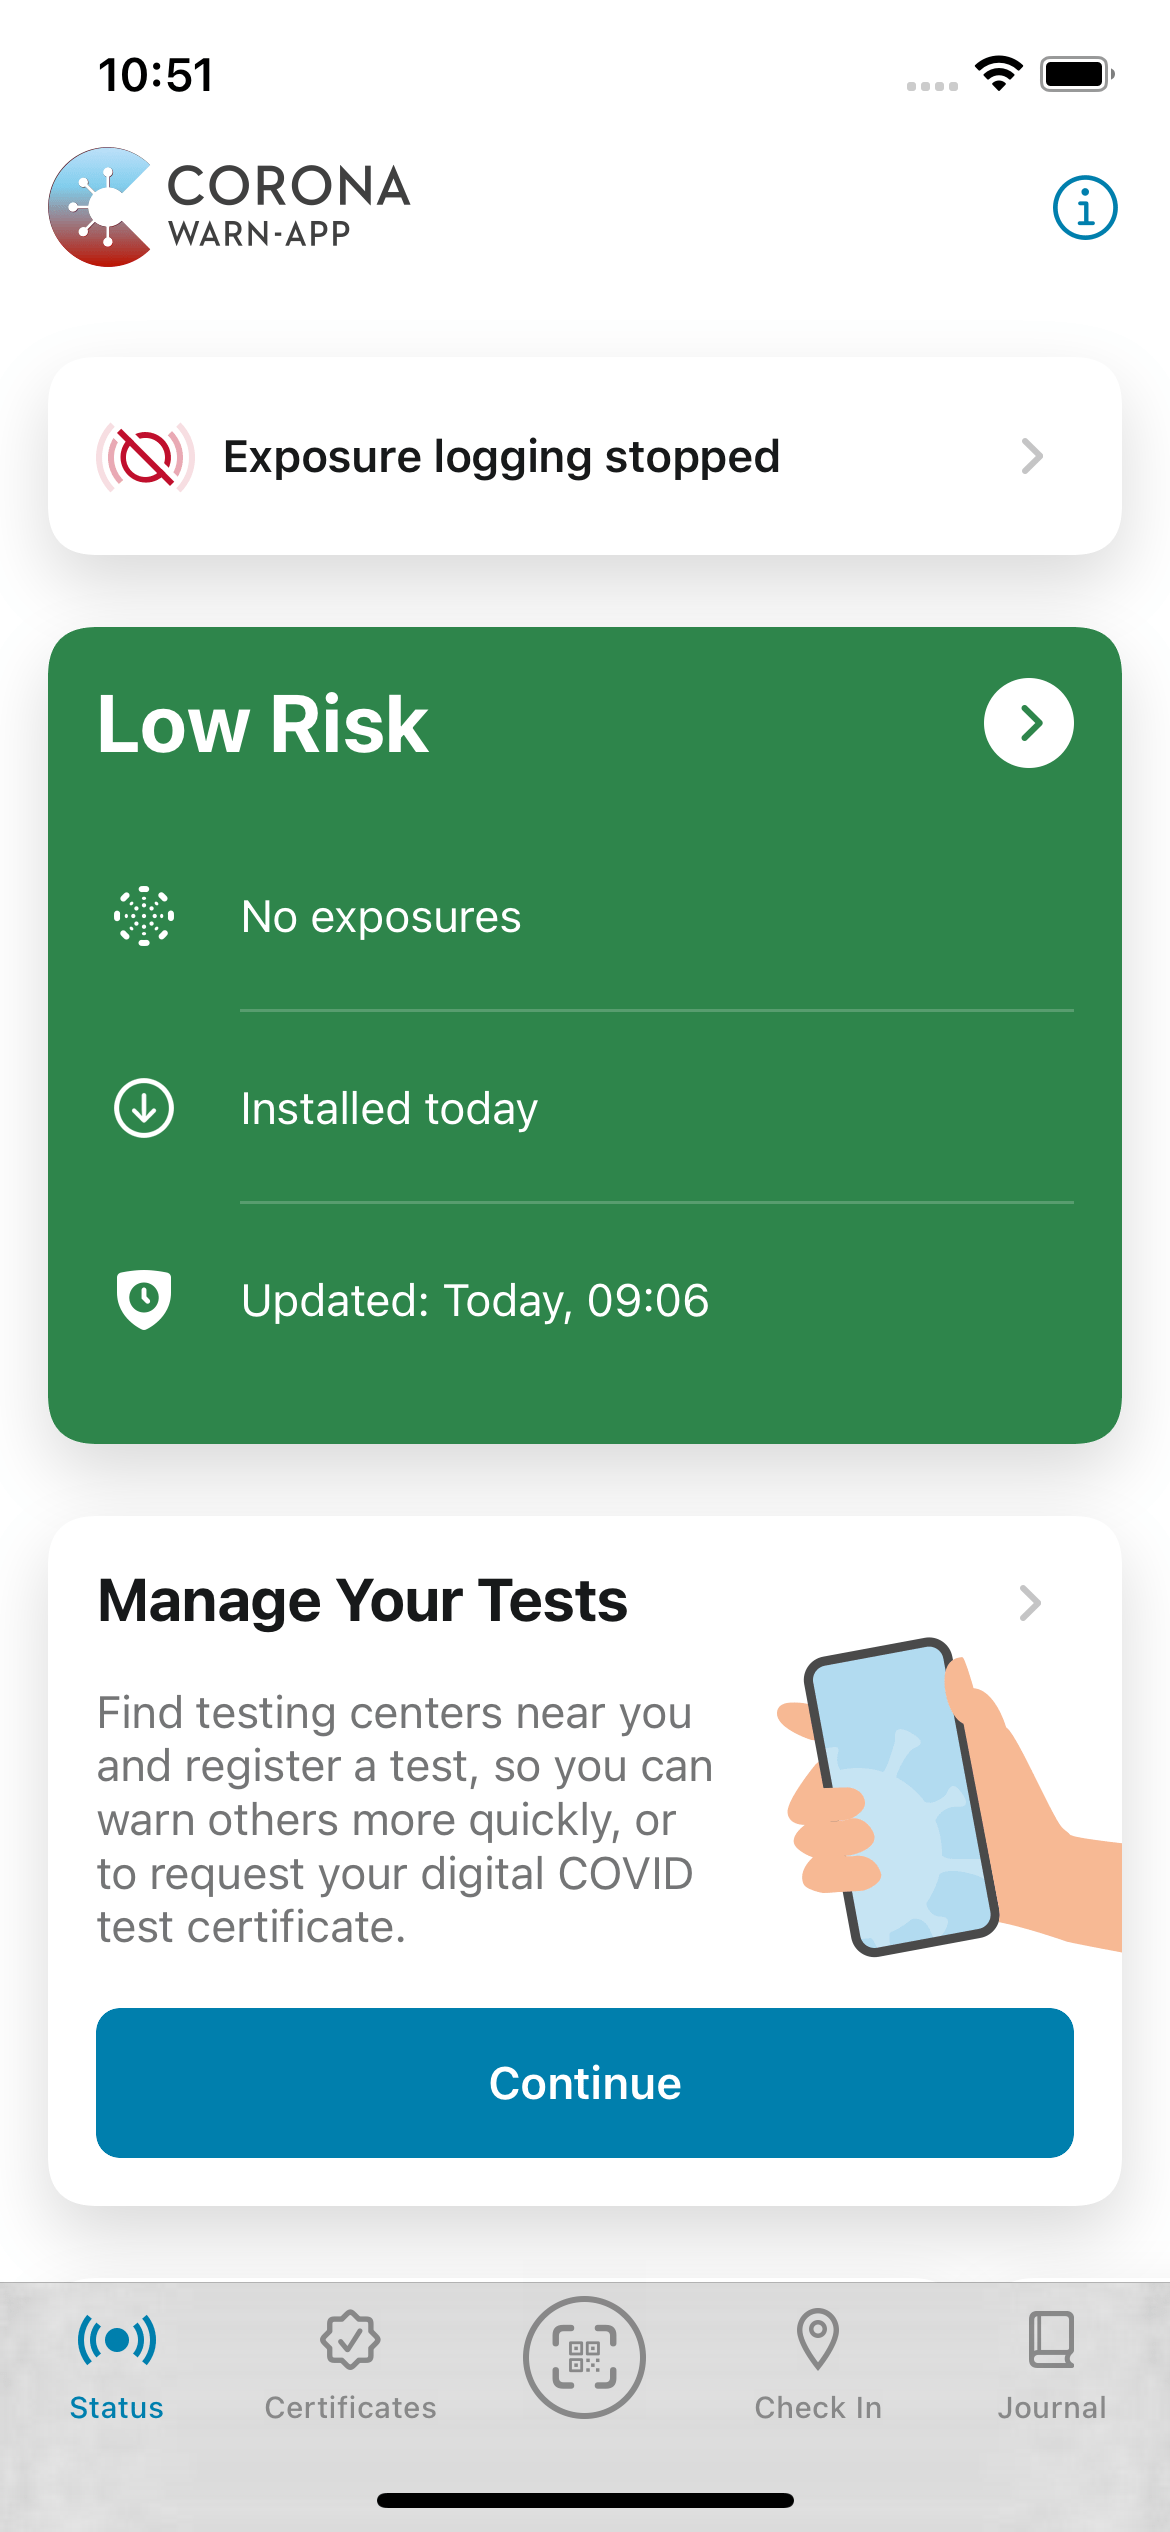 10:51
CORONA
WARN-APP
Exposure logging stopped
Low Risk
No exposures
Installed today
Updated: Today, 09:06
Manage Your Tests
Find testing centers near you
and register a test, so you can
warn others more quickly, or
to request your digital COVID
test certificate.
Continue
Status
Certificates
Check In
Journal